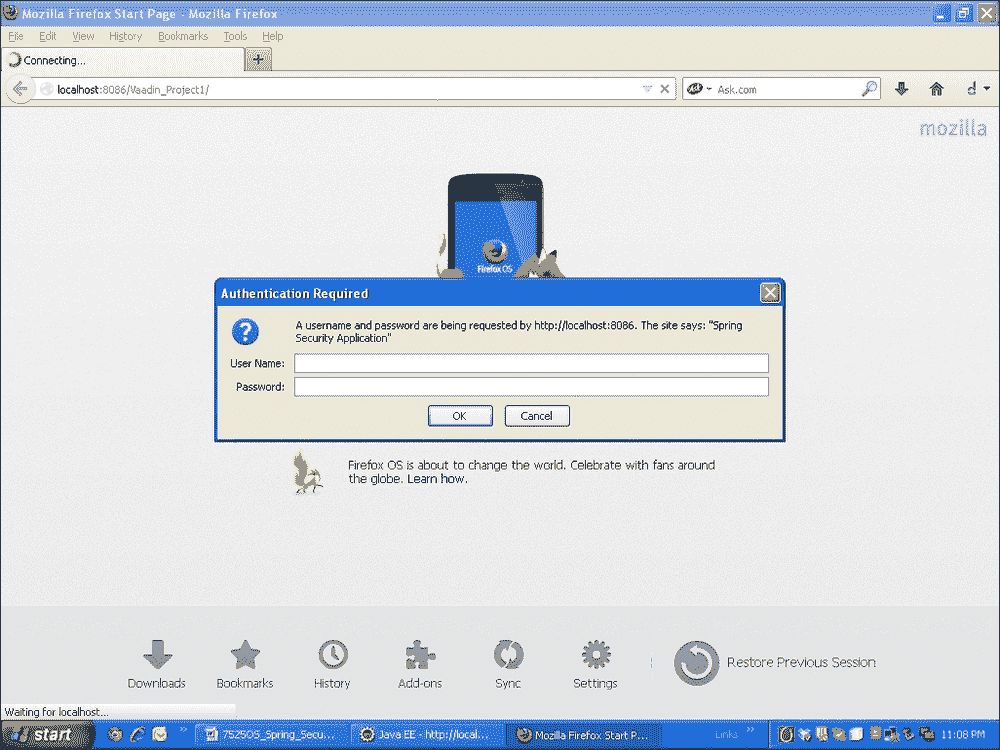 Mozilla Firefox Start Page - Mozilla Firefox
File Edit View History Bookmarks Tools Help
Connecting...
localhost:8086/Vaadin_Project1/
Ask.com
mozilla
Firefox OS
Authentication Required
A username and password are being requested by http://localhost:8086. The site says: "Spring
Security Application"
User Name:
Password:
OK Cancel
Firefox OS is about to change the world. Celebrate with fans around
the globe. Learn how.
Downloads Bookmarks History Add-ons Sync Settings Restore Previous Session
Waiting for localhost...
start 7525OS_Spring_Secu... Java EE - http://local... Mozilla Firefox Start P... Links 11:08 PM